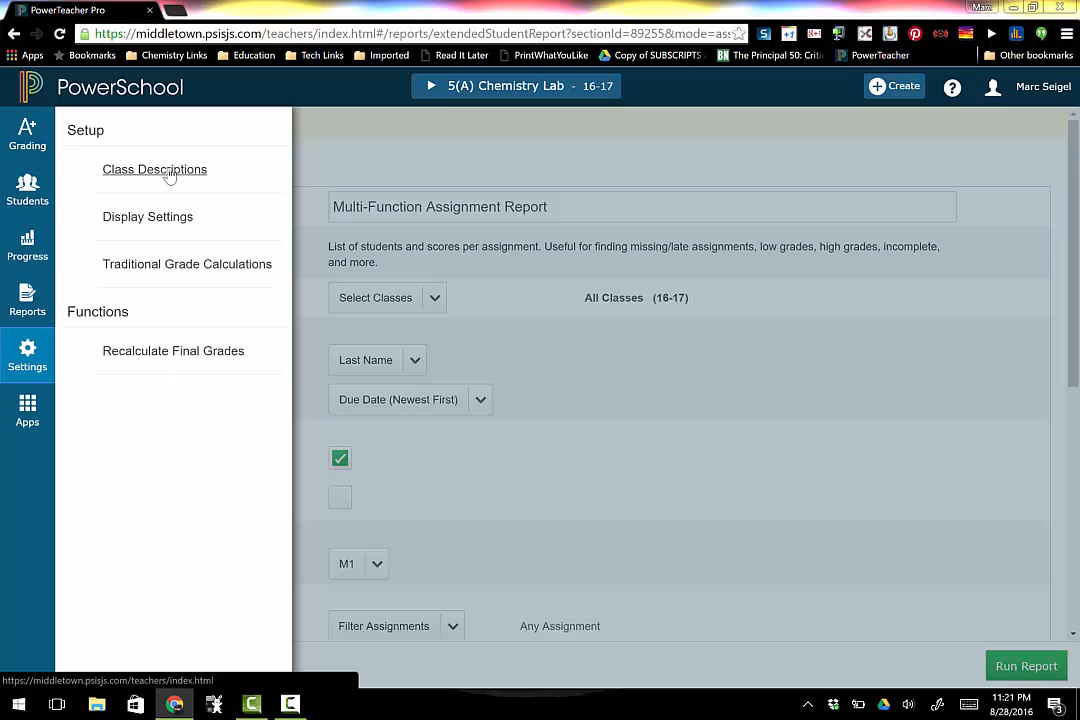 PowerTeacher Pro
Marc
https://middletown.psisjs.com/teachers/index.html#/reports/extendedStudentReport?sectionId=89255&mode=ass
Apps
Bookmarks
Chemistry Links
Education
Tech Links
Imported
Read It Later
PrintWhatYouLike
Copy of SUBSCRIPTS
The Principal 50: Critic
PowerTeacher
Other bookmarks
PowerSchool
5(A) Chemistry Lab - 16-17
Create
Marc Seigel
Grading
Students
Progress
Reports
Settings
Apps
Setup
Class Descriptions
Display Settings
Traditional Grade Calculations
Functions
Recalculate Final Grades
Multi-Function Assignment Report
List of students and scores per assignment. Useful for finding missing/late assignments, low grades, high grades, incomplete,
and more.
Select Classes
All Classes (16-17)
Last Name
Due Date (Newest First)
M1
Filter Assignments
Any Assignment
Run Report
https://middletown.psisjs.com/teachers/index.html
11:21 PM
8/28/2016